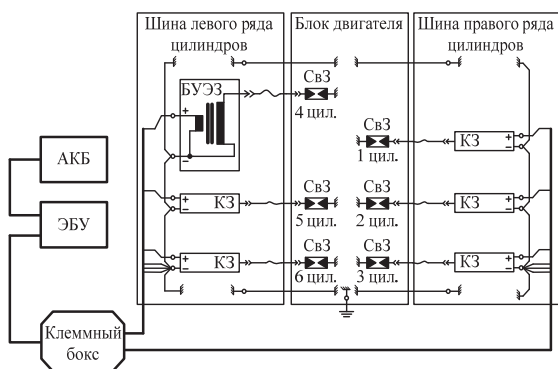 Шина левого ряда
цилиндров
Блок двигателя
Шина правого ряда
цилиндров
БУЭЗ
+
−
СвЗ
4 цил.
СвЗ
1 цил.
КЗ
+
−
АКБ
ЭБУ
+
−
КЗ
СвЗ
5 цил.
СвЗ
2 цил.
КЗ
+
−
+
−
КЗ
СвЗ
6 цил.
СвЗ
3 цил.
КЗ
+
−
Клеммный
бокс